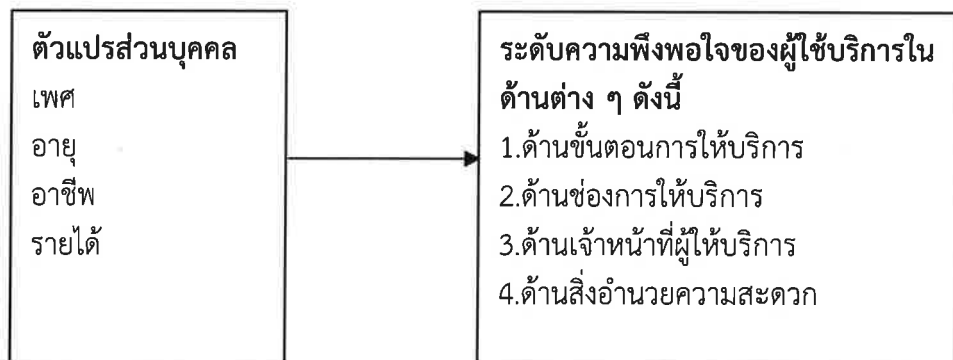 ตัวแปรส่วนบุคคล
เพศ
อายุ
อาชีพ
รายได้
ระดับความพึงพอใจของผู้ใช้บริการใน
ด้านต่าง ๆ ดังนี้
1.ด้านขั้นตอนการให้บริการ
2.ด้านช่องการให้บริการ
3.ด้านเจ้าหน้าที่ผู้ให้บริการ
4.ด้านสิ่งอำนวยความสะดวก